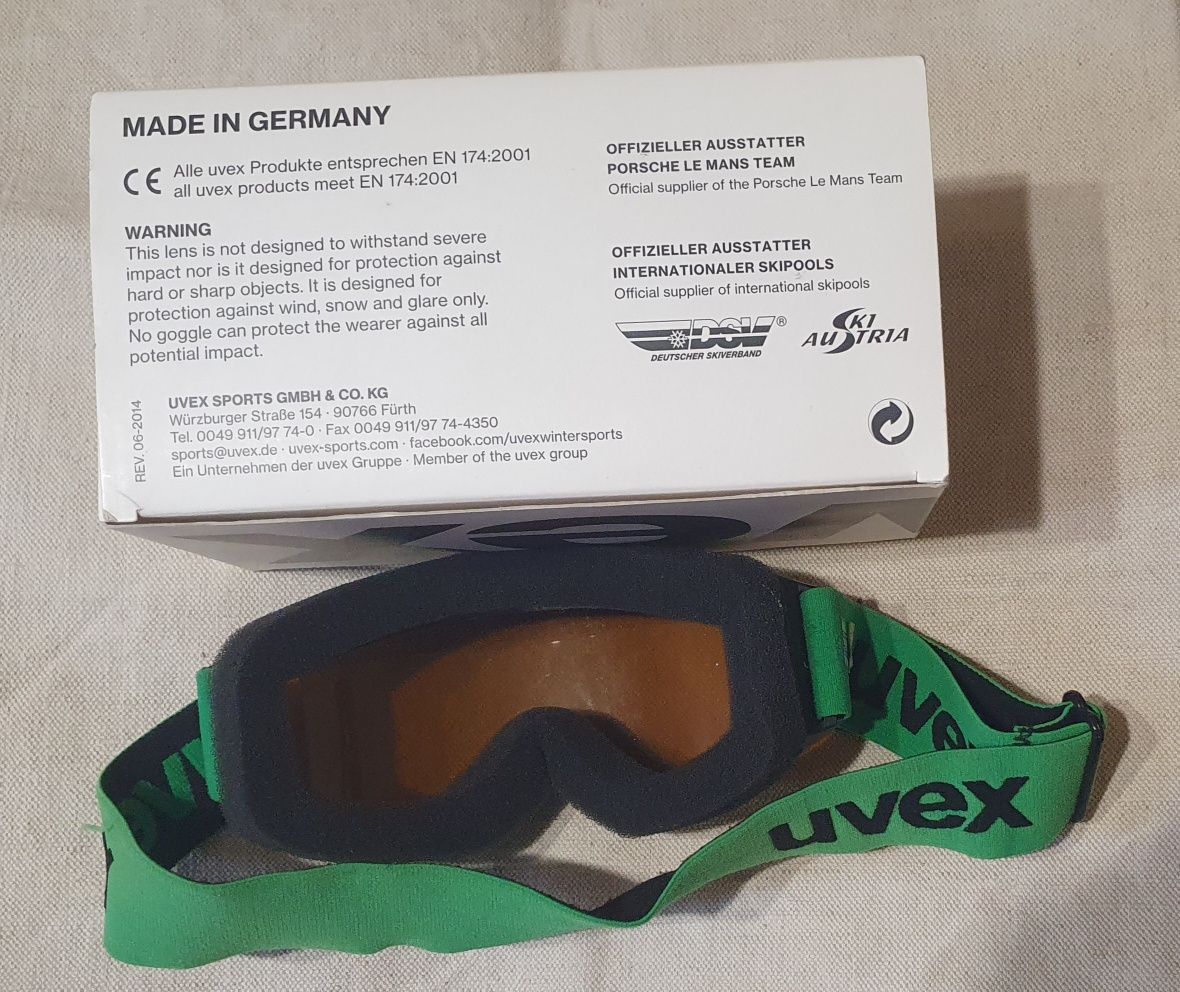 MADE IN GERMANY
CE Alle uvex Produkte entsprechen EN 174:2001
all uvex products meet EN 174:2001
WARNING
This lens is not designed to withstand severe
impact nor is it designed for protection against
hard or sharp objects. It is designed for
protection against wind, snow and glare only.
No goggle can protect the wearer against all
potential impact.
REV. 06-2014
UVEX SPORTS GMBH & CO. KG
Würzburger Straße 154 · 90766 Fürth
Tel. 0049 911/97 74-0 · Fax 0049 911/97 74-4350
sports@uvex.de · uvex-sports.com · facebook.com/uvexwintersports
Ein Unternehmen der uvex Gruppe · Member of the uvex group
OFFIZIELLER AUSSTATTER
PORSCHE LE MANS TEAM
Official supplier of the Porsche Le Mans Team
OFFIZIELLER AUSSTATTER
INTERNATIONALER SKIPOOLS
Official supplier of international skipools
DSV®
DEUTSCHER SKIVERBAND
SKI
AUSTRIA
uvex
uvex